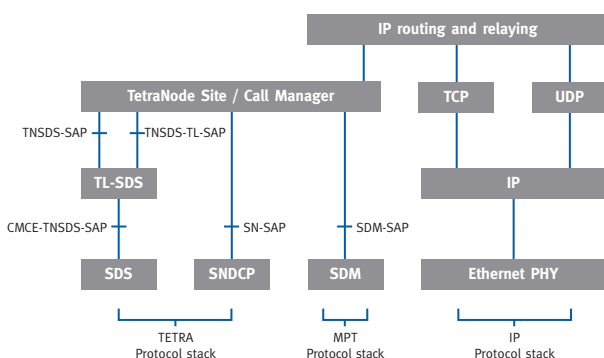 IP routing and relaying
TetraNode Site / Call Manager
TCP
UDP
TNSDS-SAP
TNSDS-TL-SAP
TL-SDS
IP
CMCE-TNSDS-SAP
SN-SAP
SDM-SAP
SDS
SNDCP
SDM
Ethernet PHY
TETRA
Protocol stack
MPT
Protocol stack
IP
Protocol stack